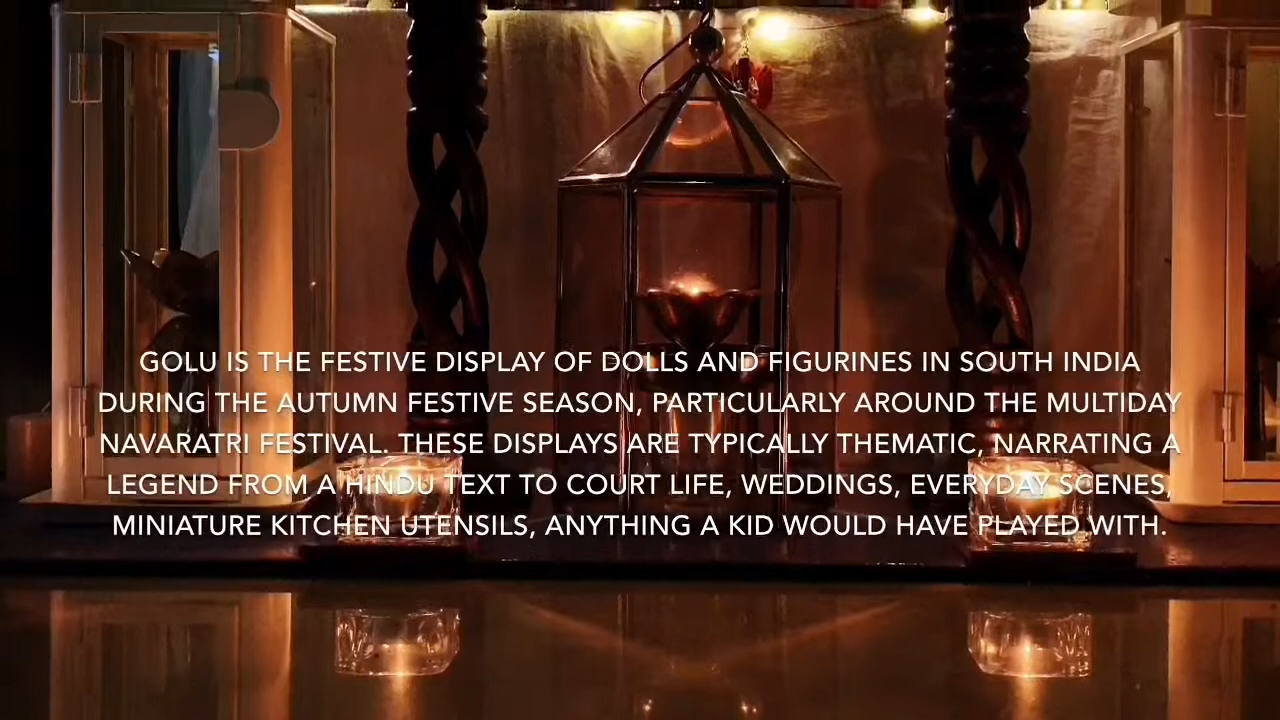 GOLU IS THE FESTIVE DISPLAY OF DOLLS AND FIGURINES IN SOUTH INDIA
DURING THE AUTUMN FESTIVE SEASON, PARTICULARLY AROUND THE MULTIDAY
NAVARATRI FESTIVAL. THESE DISPLAYS ARE TYPICALLY THEMATIC, NARRATING A
LEGEND FROM A HINDU TEXT TO COURT LIFE, WEDDINGS, EVERYDAY SCENES,
MINIATURE KITCHEN UTENSILS, ANYTHING A KID WOULD HAVE PLAYED WITH.